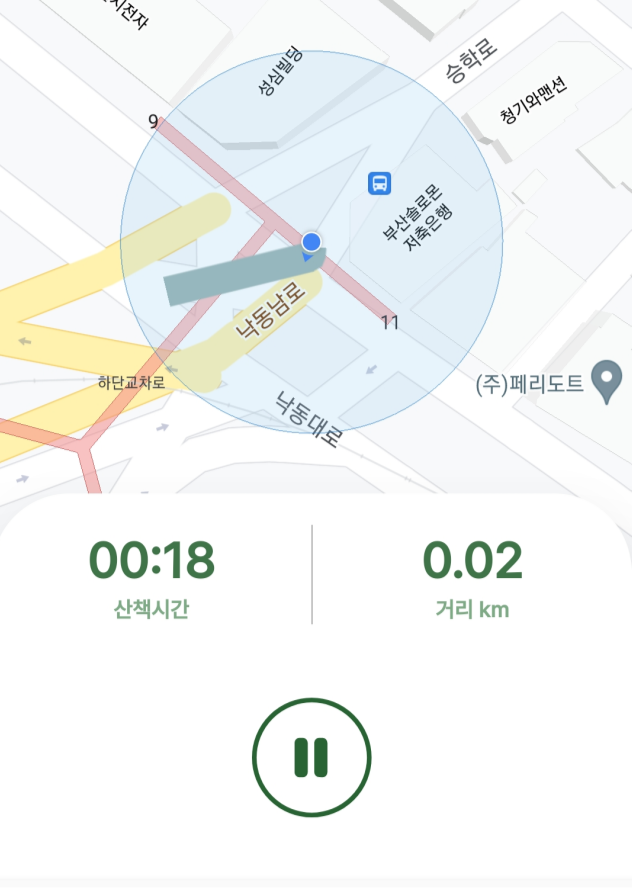 시전자
성심빌딩
승학로
청기와맨션
9
부산솔로몬
저축은행
낙동남로
11
하단교차로
(주)페리도트
낙동대로
00:18
산책시간
0.02
거리 km